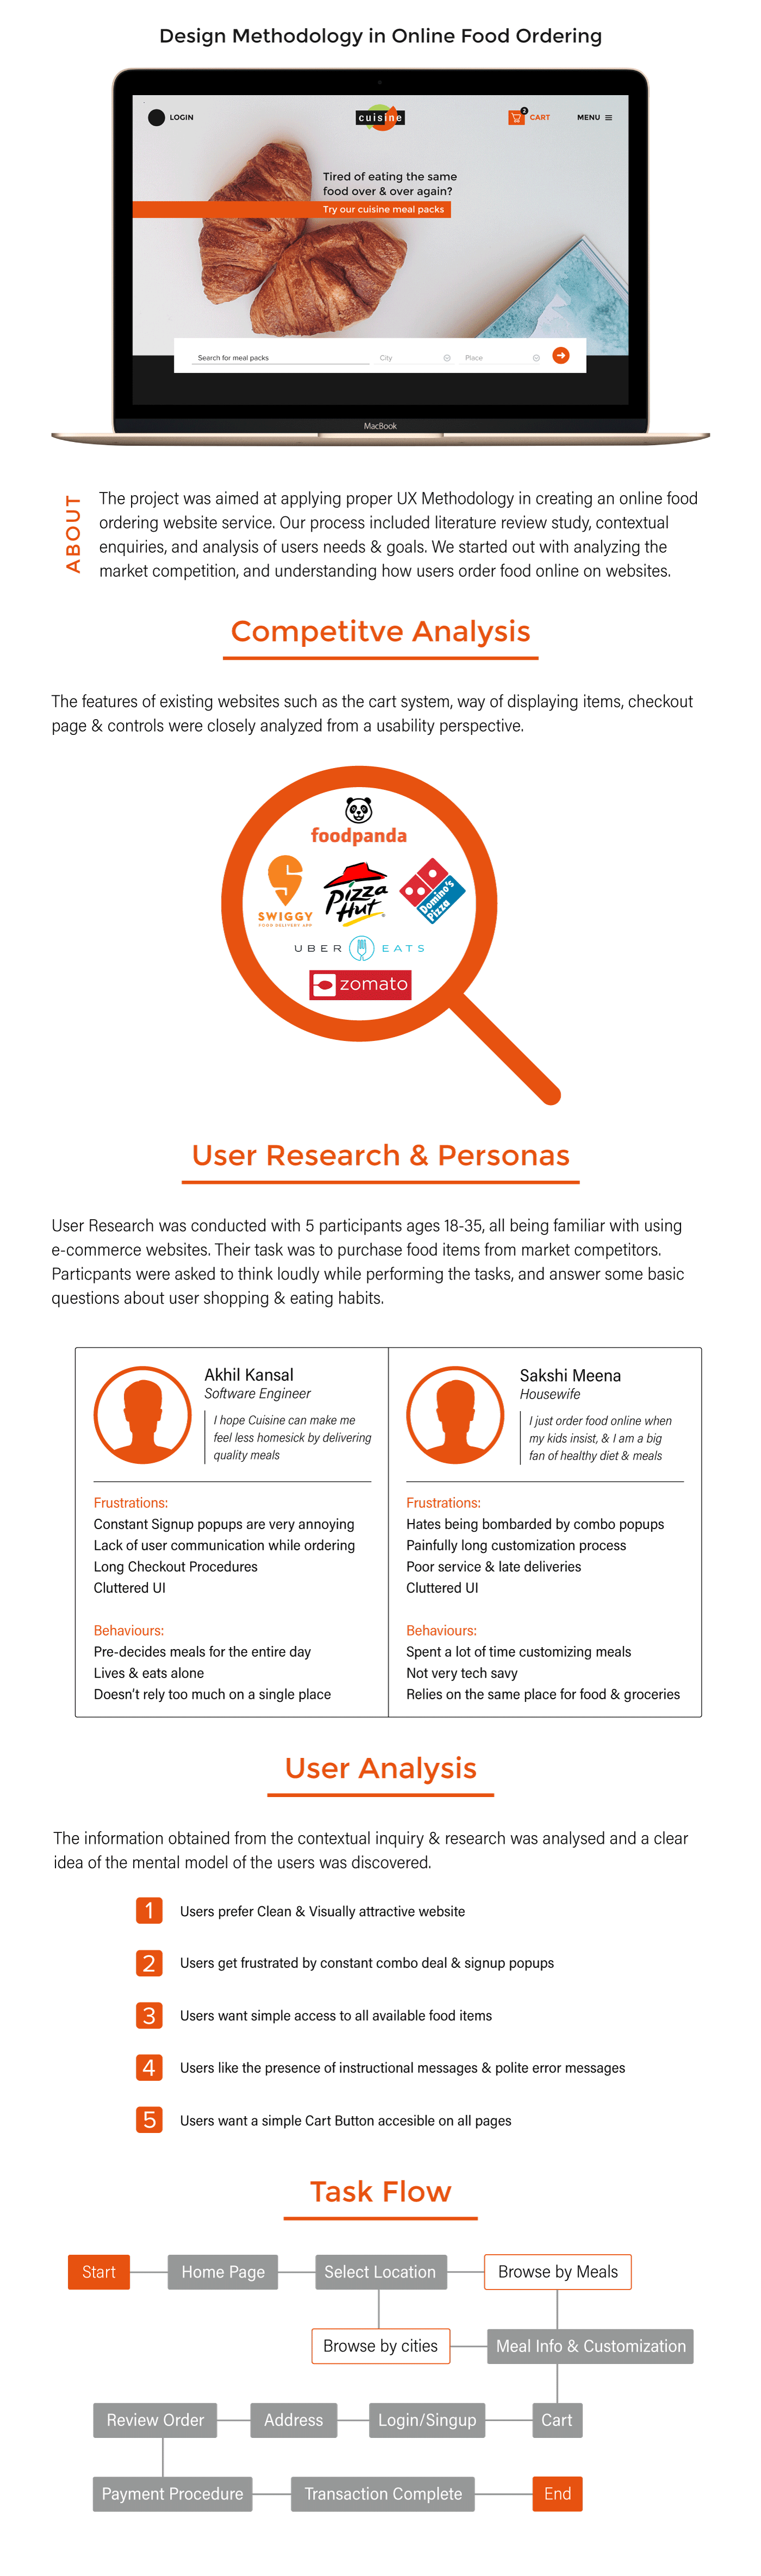 Design Methodology in Online Food Ordering
LOGIN
cuisine
2
CART
MENU
Tired of eating the same
food over & over again?
Try our cuisine meal packs
Search for meal packs
City
Place
MacBook
ABOUT
The project was aimed at applying proper UX Methodology in creating an online food
ordering website service. Our process included literature review study, contextual
enquiries, and analysis of users needs & goals. We started out with analyzing the
market competition, and understanding how users order food online on websites.
Competitve Analysis
The features of existing websites such as the cart system, way of displaying items, checkout
page & controls were closely analyzed from a usability perspective.
foodpanda
SWIGGY
FOOD DELIVERY APP
Pizza
Hut
Domino's
Pizza
UBER EATS
zomato
User Research & Personas
User Research was conducted with 5 participants ages 18-35, all being familiar with using
e-commerce websites. Their task was to purchase food items from market competitors.
Particpants were asked to think loudly while performing the tasks, and answer some basic
questions about user shopping & eating habits.
Akhil Kansal
Software Engineer
I hope Cuisine can make me
feel less homesick by delivering
quality meals
Frustrations:
Constant Signup popups are very annoying
Lack of user communication while ordering
Long Checkout Procedures
Cluttered UI
Behaviours:
Pre-decides meals for the entire day
Lives & eats alone
Doesn't rely too much on a single place
Sakshi Meena
Housewife
I just order food online when
my kids insist, & I am a big
fan of healthy diet & meals
Frustrations:
Hates being bombarded by combo popups
Painfully long customization process
Poor service & late deliveries
Cluttered UI
Behaviours:
Spent a lot of time customizing meals
Not very tech savy
Relies on the same place for food & groceries
User Analysis
The information obtained from the contextual inquiry & research was analysed and a clear
idea of the mental model of the users was discovered.
1 Users prefer Clean & Visually attractive website
2 Users get frustrated by constant combo deal & signup popups
3 Users want simple access to all available food items
4 Users like the presence of instructional messages & polite error messages
5 Users want a simple Cart Button accesible on all pages
Task Flow
Start
Home Page
Select Location
Browse by Meals
Browse by cities
Meal Info & Customization
Review Order
Address
Login/Singup
Cart
Payment Procedure
Transaction Complete
End